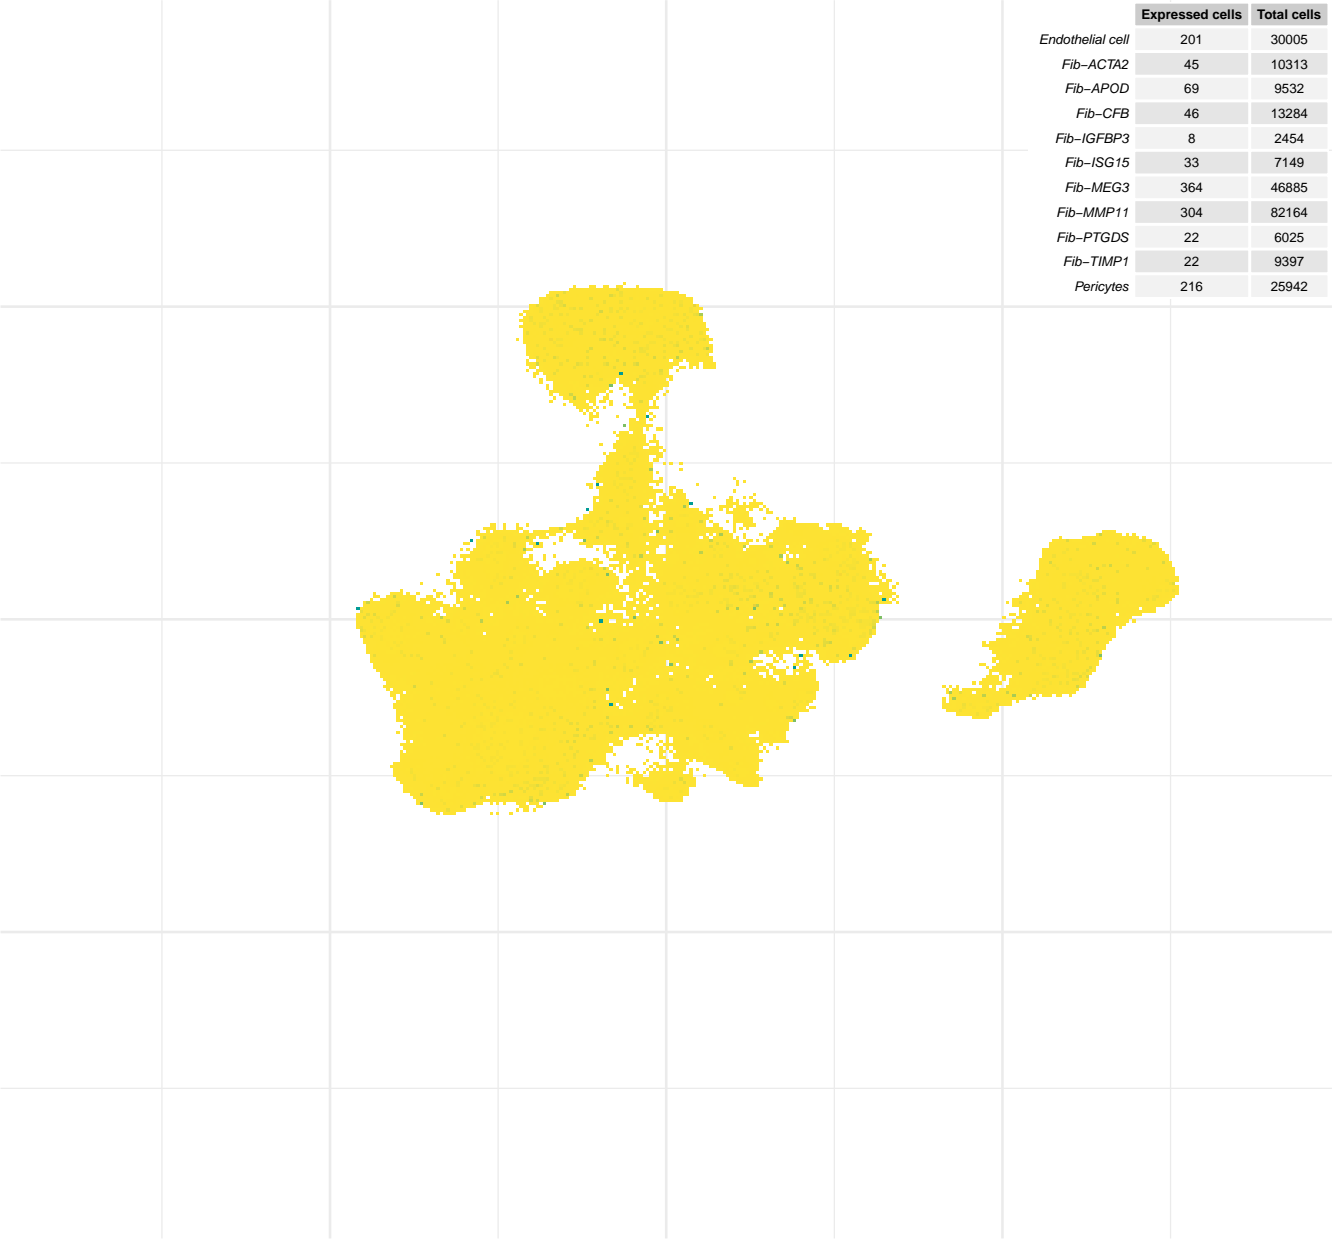 Expressed cells Total cells
Endothelial cell 201 30005
Fib−ACTA2 45 10313
Fib−APOD 69 9532
Fib−CFB 46 13284
Fib−IGFBP3 8 2454
Fib−ISG15 33 7149
Fib−MEG3 364 46885
Fib−MMP11 304 82164
Fib−PTGDS 22 6025
Fib−TIMP1 22 9397
Pericytes 216 25942